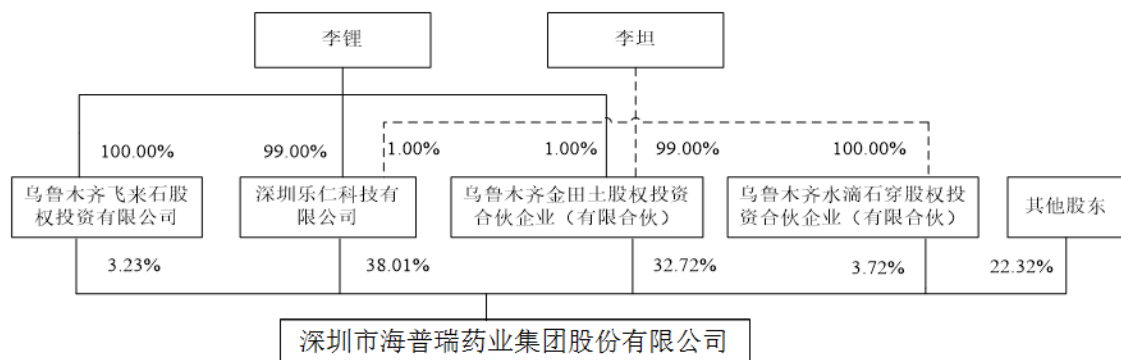 李锂
李坦
100.00%
99.00%
1.00%
1.00%
99.00%
100.00%
乌鲁木齐飞来石股
权投资有限公司
深圳乐仁科技有
限公司
乌鲁木齐金田土股权投资
合伙企业（有限合伙）
乌鲁木齐水滴石穿股权投
资合伙企业（有限合伙）
其他股东
3.23%
38.01%
32.72%
3.72%
22.32%
深圳市海普瑞药业集团股份有限公司